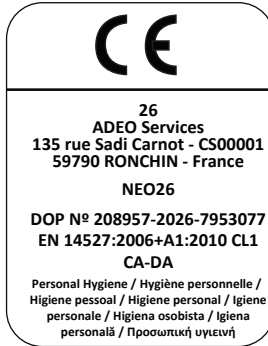 CE
26
ADEO Services
135 rue Sadi Carnot - CS00001
59790 RONCHIN - France
NEO26
DOP Nº 208957-2026-7953077
EN 14527:2006+A1:2010 CL1
CA-DA
Personal Hygiene / Hygiène personnelle /
Higiene pessoal / Higiene personal / Igiene
personale / Higiena osobista / Igiena
personală / Προσωπική υγιεινή